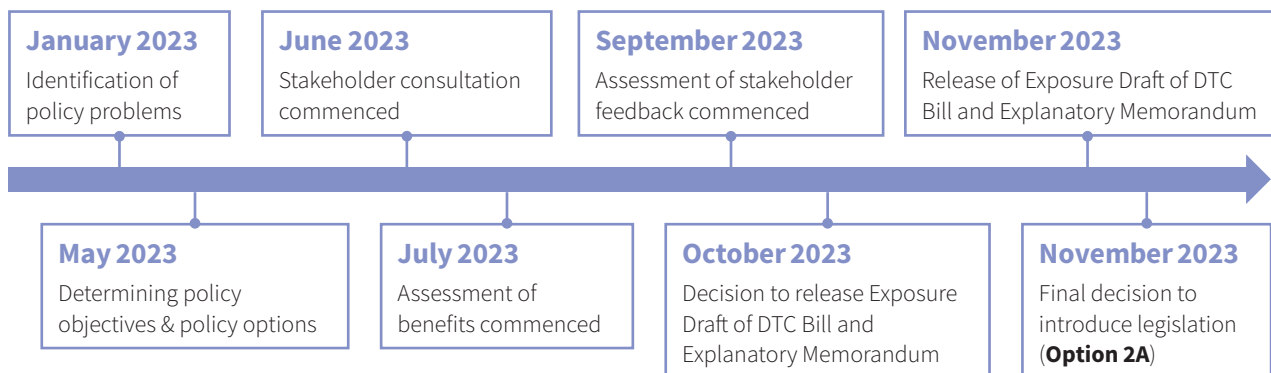 January 2023
Identification of
policy problems
June 2023
Stakeholder consultation
commenced
September 2023
Assessment of stakeholder
feedback commenced
November 2023
Release of Exposure Draft of DTC
Bill and Explanatory Memorandum
May 2023
Determining policy
objectives & policy options
July 2023
Assessment of
benefits commenced
October 2023
Decision to release Exposure
Draft of DTC Bill and
Explanatory Memorandum
November 2023
Final decision to
introduce legislation
(Option 2A)